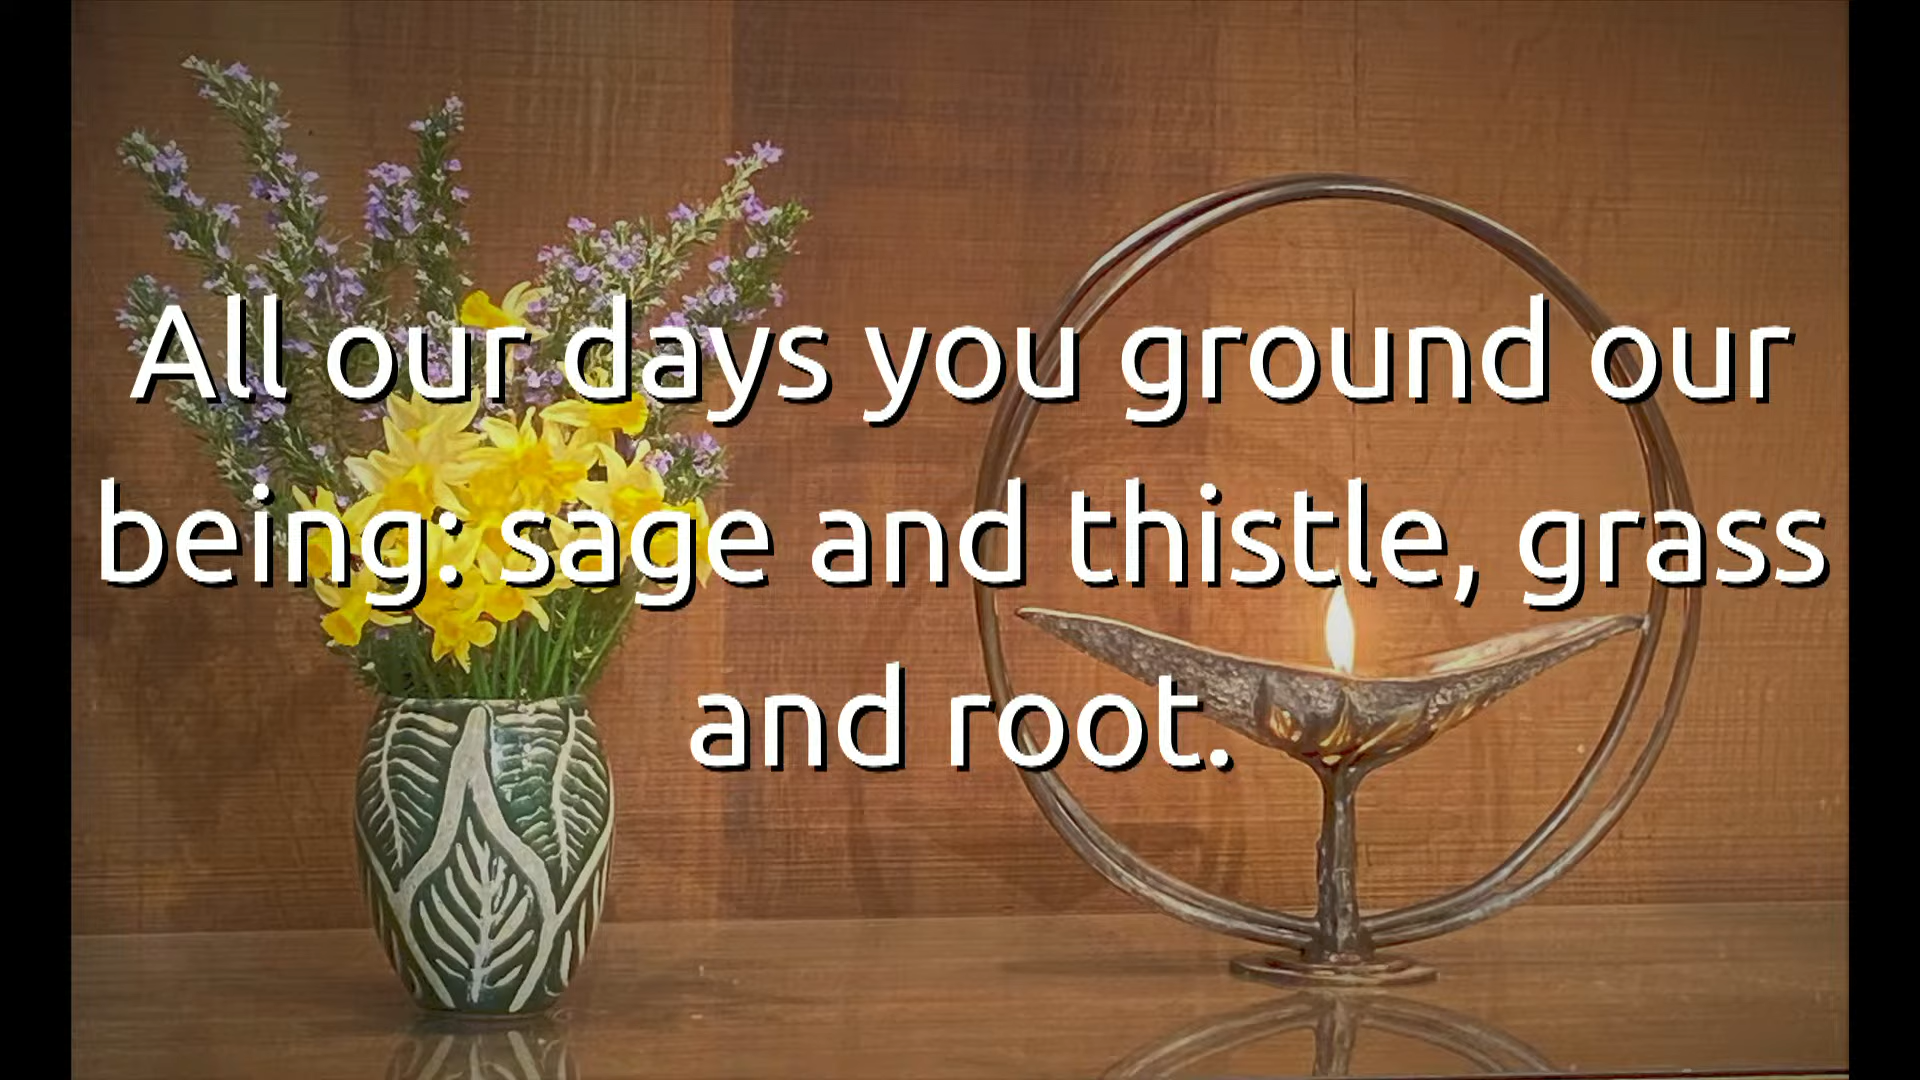 All our days you ground our
being: sage and thistle, grass
and root.